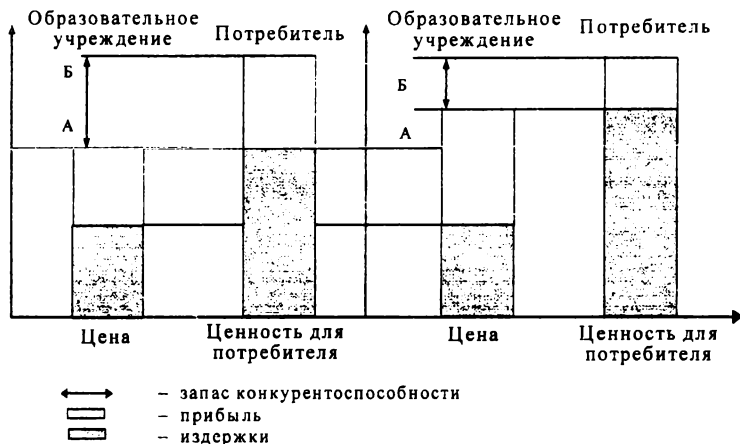 Образовательное
учреждение
Потребитель
Образовательное
учреждение
Потребитель
Б
А
Б
А
Цена
Ценность для
потребителя
Цена
Ценность для
потребителя
– запас конкурентоспособности
– прибыль
– издержки